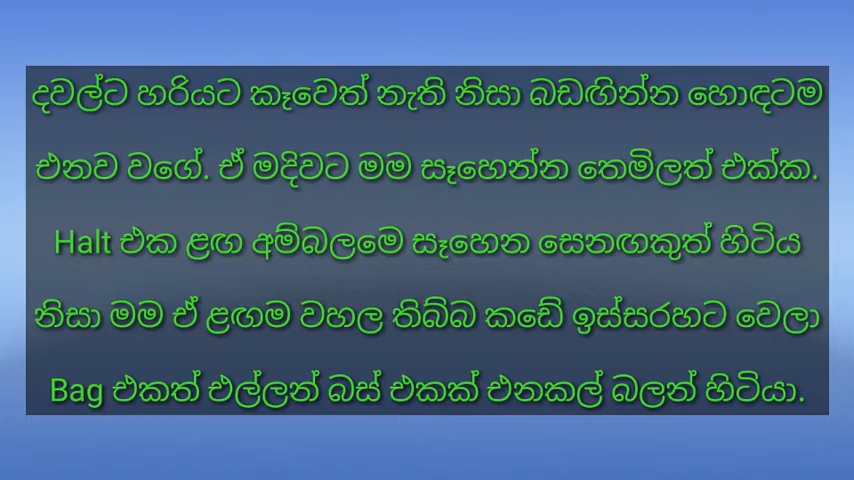 දවල්ට හරියට කෑවෙත් නැති නිසා බඩගින්න හොඳටම
එනව වගේ. ඒ මදිවට මම සෑහෙන්න තෙමිලත් එක්ක.
Halt එක ළඟ අම්බලමෙ සෑහෙන සෙනඟකුත් හිටිය
නිසා මම ඒ ළඟම වහල තිබ්බ කඩේ ඉස්සරහට වෙලා
Bag එකත් එල්ලන් බස් එකක් එනකල් බලන් හිටියා.